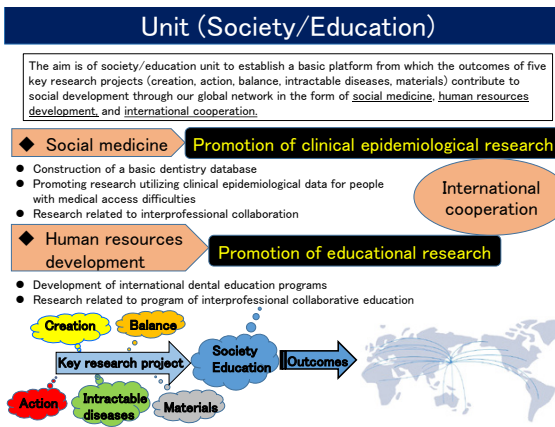 Unit (Society/Education)
The aim is of society/education unit to establish a basic platform from which the outcomes of five
key research projects (creation, action, balance, intractable diseases, materials) contribute to
social development through our global network in the form of social medicine, human resources
development, and international cooperation.
◆ Social medicine
Promotion of clinical epidemiological research
● Construction of a basic dentistry database
● Promoting research utilizing clinical epidemiological data for people
with medical access difficulties
● Research related to interprofessional collaboration
International
cooperation
◆ Human resources
development
Promotion of educational research
● Development of international dental education programs
● Research related to program of interprofessional collaborative education
Creation
Balance
Key research project
Society
Education
Outcomes
Action
Intractable
diseases
Materials